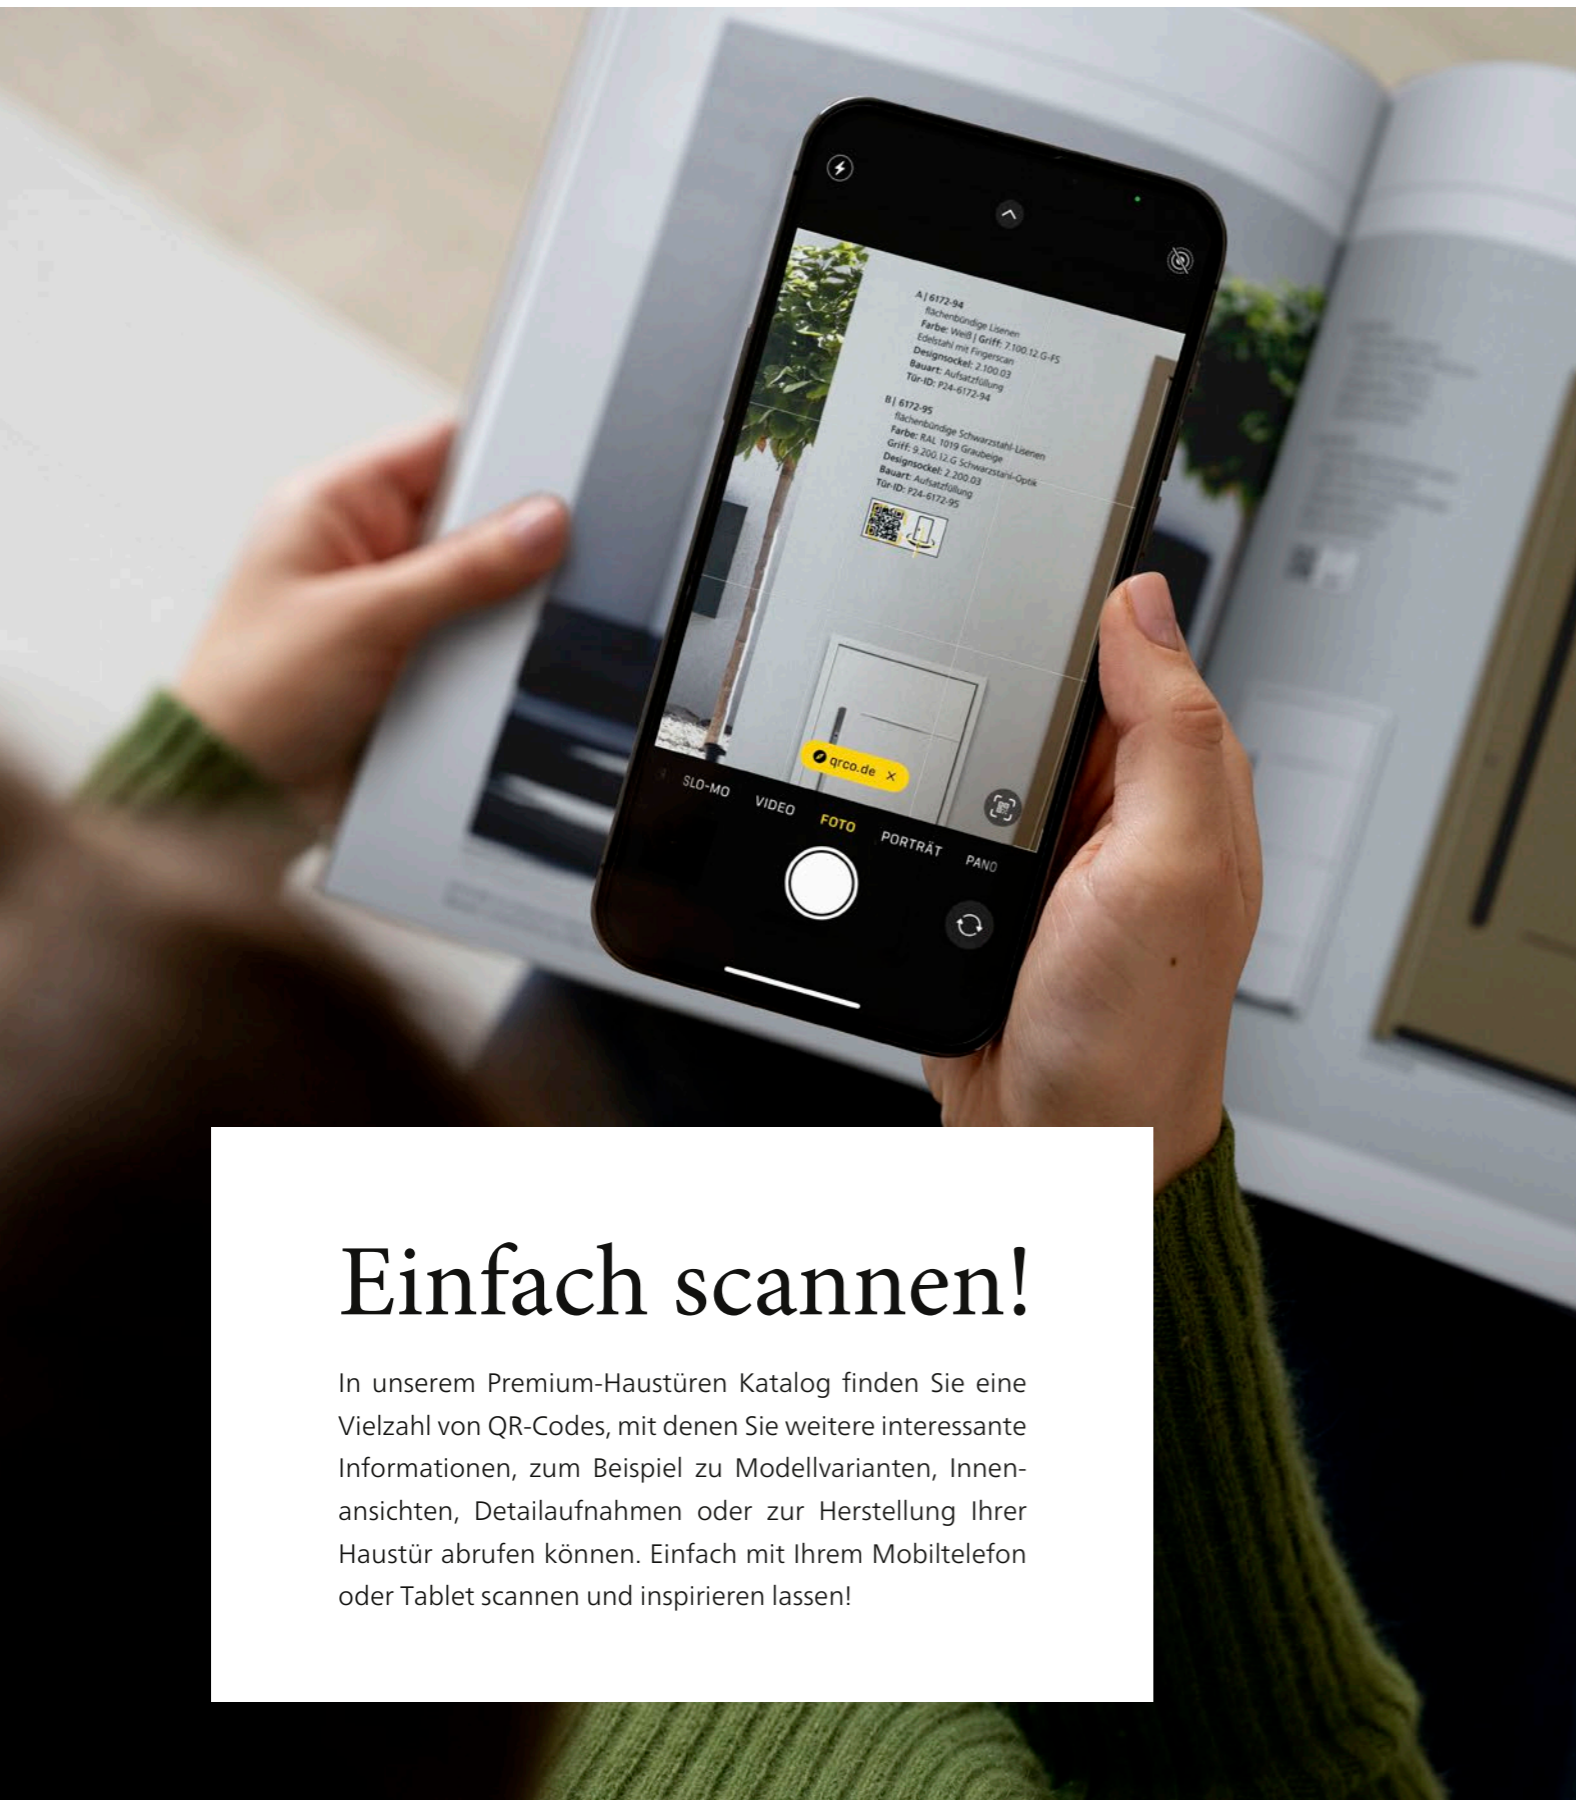 A | 6172-94
flächenbündige Lisenen
Farbe: Weiß | Griff: 7.100.12.G-FS
Edelstahl mit Fingerscan
Designsockel: 2.100.03
Bauart: Aufsatzfüllung
Tür-ID: P24-6172-94
B | 6172-95
flächenbündige Schwarzstahl-Lisenen
Farbe: RAL 1019 Graubeige
Griff: 9.200.12.G Schwarzstahl-Optik
Designsockel: 2.200.03
Bauart: Aufsatzfüllung
Tür-ID: P24-6172-95
qrco.de ×
SLO-MO VIDEO FOTO PORTRÄT PANO
Einfach scannen!
In unserem Premium-Haustüren Katalog finden Sie eine
Vielzahl von QR-Codes, mit denen Sie weitere interessante
Informationen, zum Beispiel zu Modellvarianten, Innen-
ansichten, Detailaufnahmen oder zur Herstellung Ihrer
Haustür abrufen können. Einfach mit Ihrem Mobiltelefon
oder Tablet scannen und inspirieren lassen!